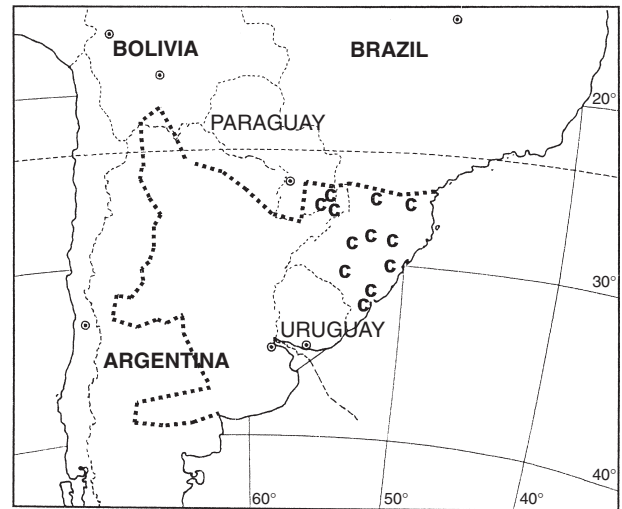 BOLIVIA
BRAZIL
20°
PARAGUAY
C
C
C
C
C
C
C
C
C
C
30°
C
C
URUGUAY
ARGENTINA
40°
60°
50°
40°